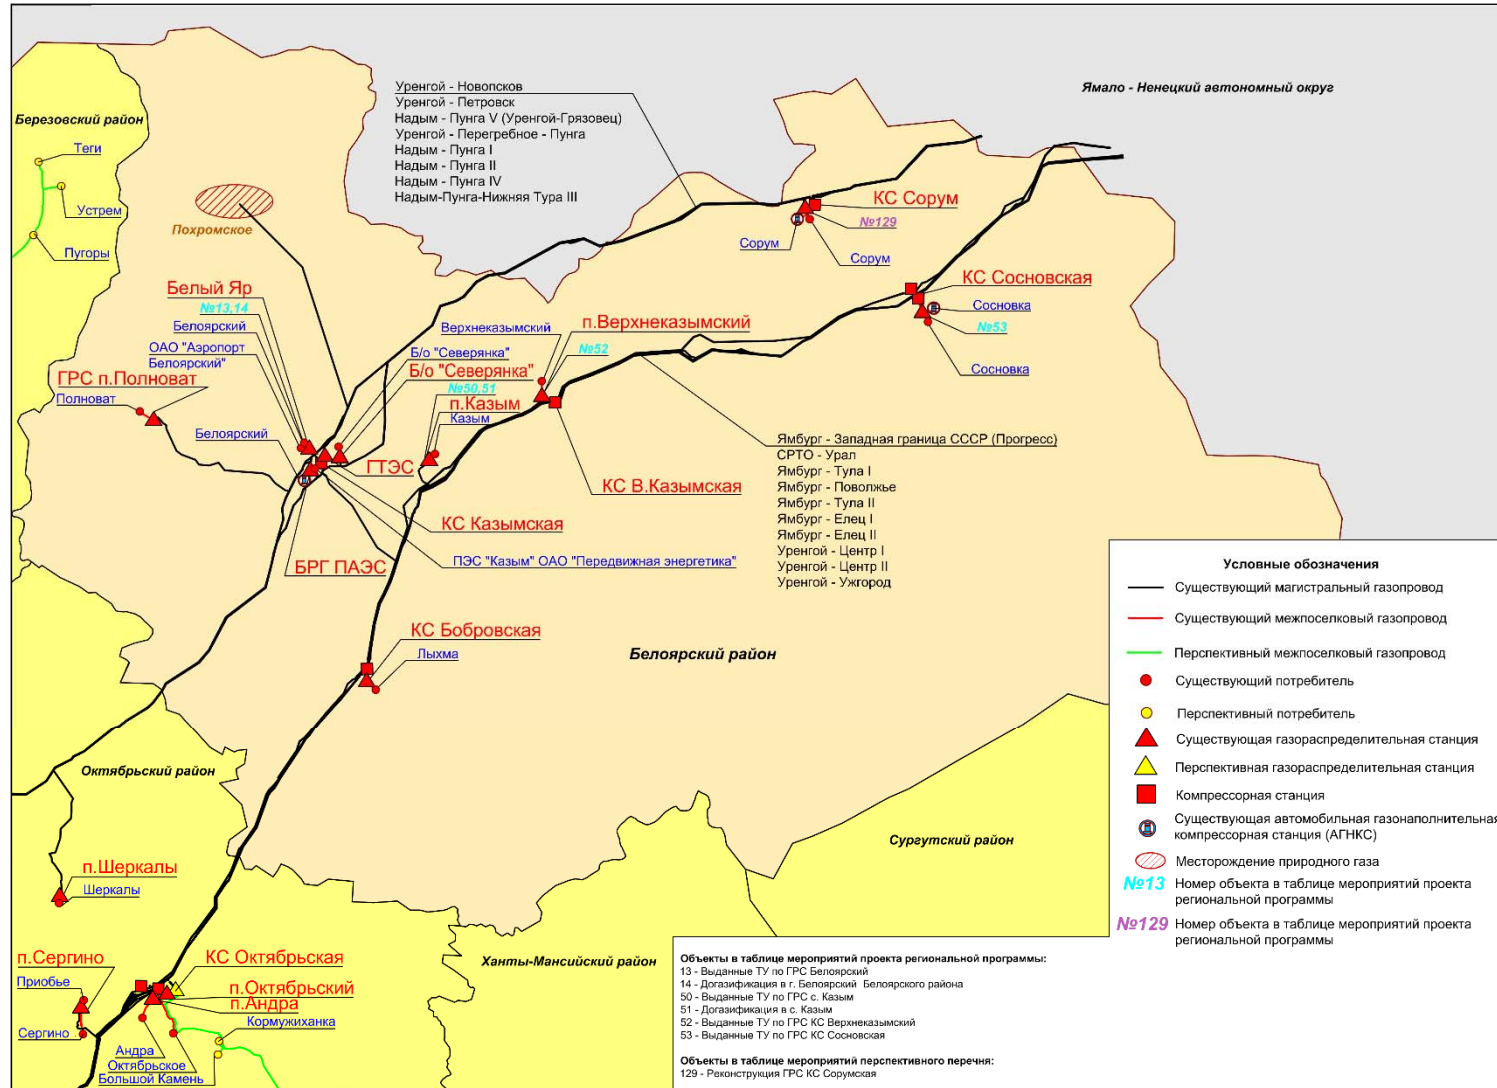 Уренгой - Новопсков
Уренгой - Петровск
Надым - Пунга V (Уренгой-Грязовец)
Уренгой - Перегребное - Пунга
Надым - Пунга I
Надым - Пунга II
Надым - Пунга IV
Надым-Пунга-Нижняя Тура III
Ямало - Ненецкий автономный округ
Березовский район
Теги
Устрем
Пугоры
Похромское
КС Сорум
№129
Сорум
Сорум
КС Сосновская
Сосновка
№53
Сосновка
Белый Яр
№13,14
Белоярский
ОАО "Аэропорт
Белоярский"
ГРС п.Полноват
Полноват
Белоярский
Верхнеказымский
п.Верхнеказымский
№52
Б/о "Северянка"
Б/о "Северянка"
№50,51
п.Казым
Казым
ГТЭС
КС В.Казымская
КС Казымская
БРГ ПАЭС
ПЭС "Казым" ОАО "Передвижная энергетика"
Ямбург - Западная граница СССР (Прогресс)
СРТО - Урал
Ямбург - Тула I
Ямбург - Поволжье
Ямбург - Тула II
Ямбург - Елец I
Ямбург - Елец II
Уренгой - Центр I
Уренгой - Центр II
Уренгой - Ужгород
КС Бобровская
Лыхма
Белоярский район
Октябрьский район
Сургутский район
Ханты-Мансийский район
п.Шеркалы
Шеркалы
п.Сергино
Приобье
Сергино
КС Октябрьская
п.Октябрьский
п.Андра
Кормужиханка
Андра
Октябрьское
Большой Камень
Условные обозначения
Существующий магистральный газопровод
Существующий межпоселковый газопровод
Перспективный межпоселковый газопровод
Существующий потребитель
Перспективный потребитель
Существующая газораспределительная станция
Перспективная газораспределительная станция
Компрессорная станция
Существующая автомобильная газонаполнительная
компрессорная станция (АГНКС)
Месторождение природного газа
№13 Номер объекта в таблице мероприятий проекта
региональной программы
№129 Номер объекта в таблице мероприятий проекта
региональной программы
Объекты в таблице мероприятий проекта региональной программы:
13 - Выданные ТУ по ГРС Белоярский
14 - Догазификация в г. Белоярский Белоярского района
50 - Выданные ТУ по ГРС с. Казым
51 - Догазификация в с. Казым
52 - Выданные ТУ по ГРС КС Верхнеказымский
53 - Выданные ТУ по ГРС КС Сосновская
Объекты в таблице мероприятий перспективного перечня:
129 - Реконструкция ГРС КС Сорумская